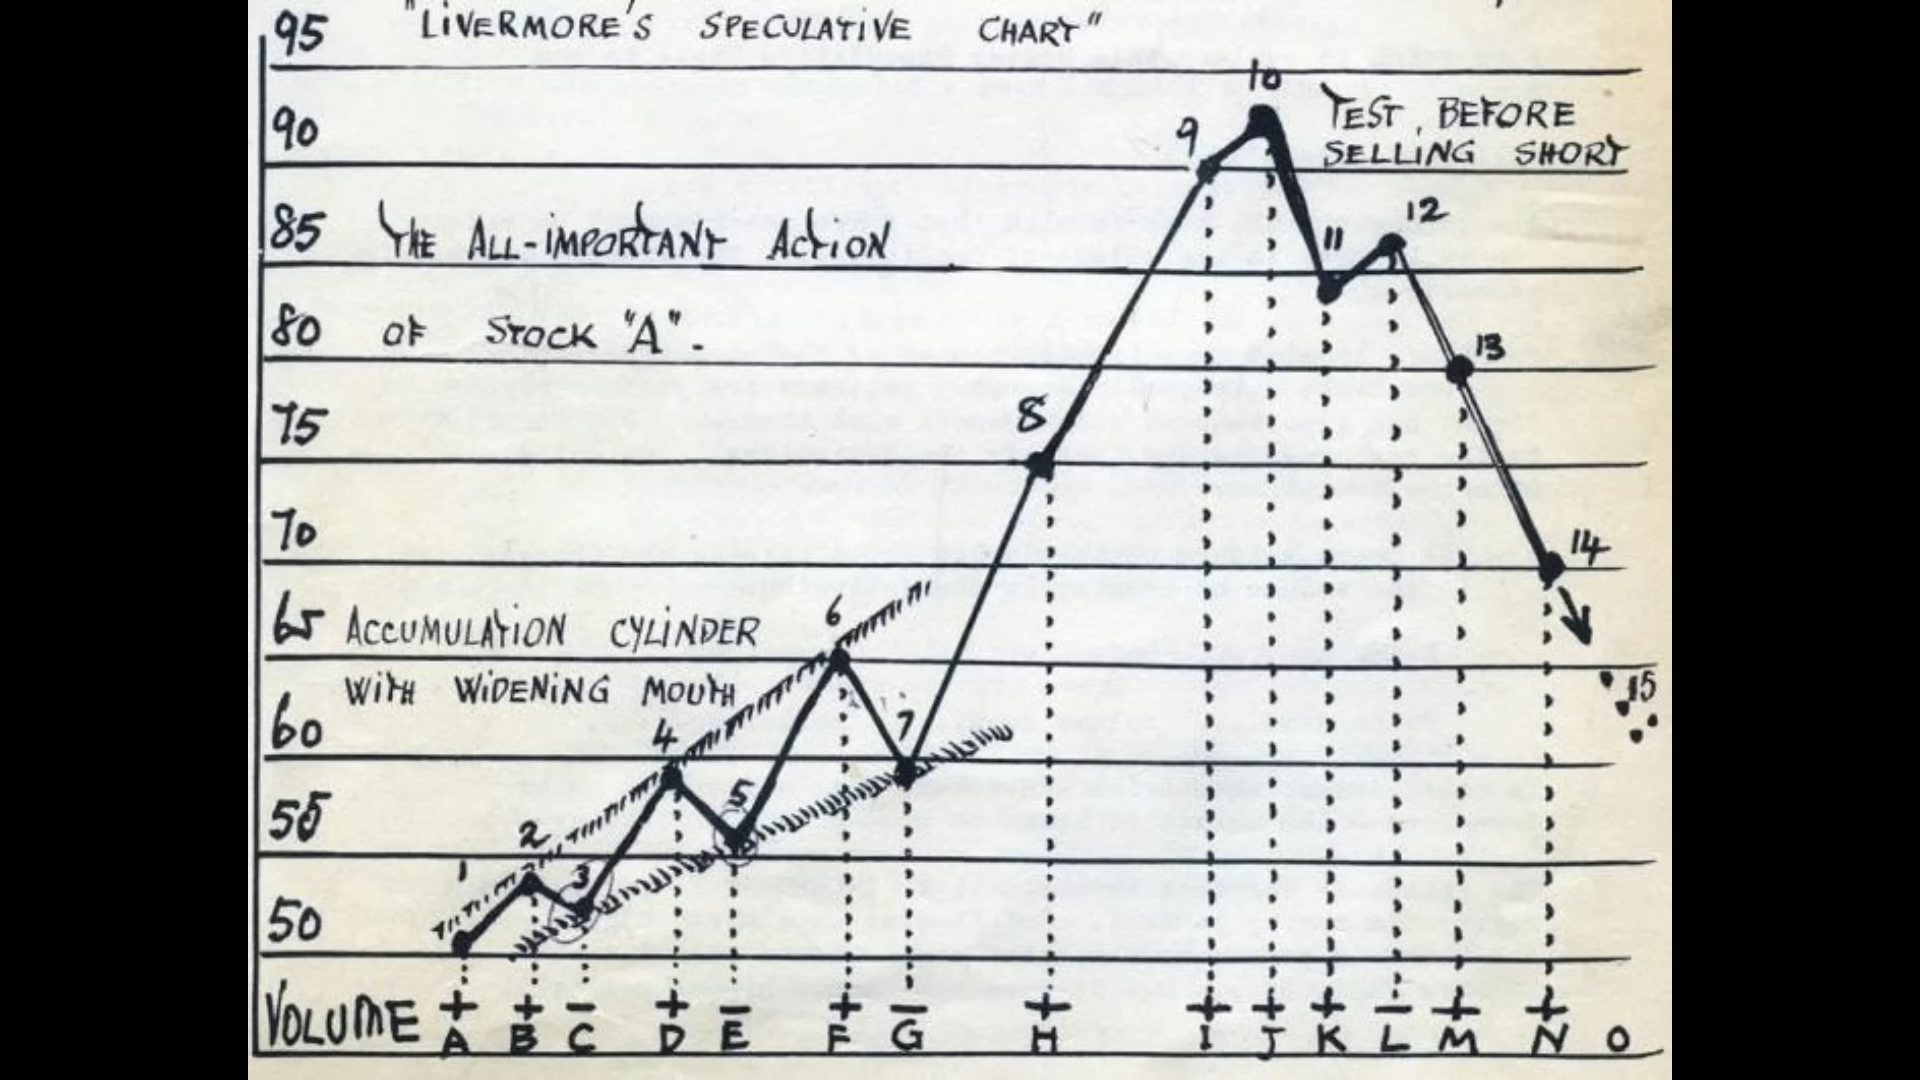 95 "LIVERMORE'S SPECULATIVE CHART"
10
90 9 TEST BEFORE
SELLING SHORT
85 THE ALL-IMPORTANT ACTION 11 12
80 OF STOCK "A".
13
75 8
70
14
65 ACCUMULATION CYLINDER 6
WITH WIDENING MOUTH
15
60 4 7
55 5
2
1 3
50
VOLUME + + - + - + - + + + + - + +
A B C D E F G H I J K L M N O